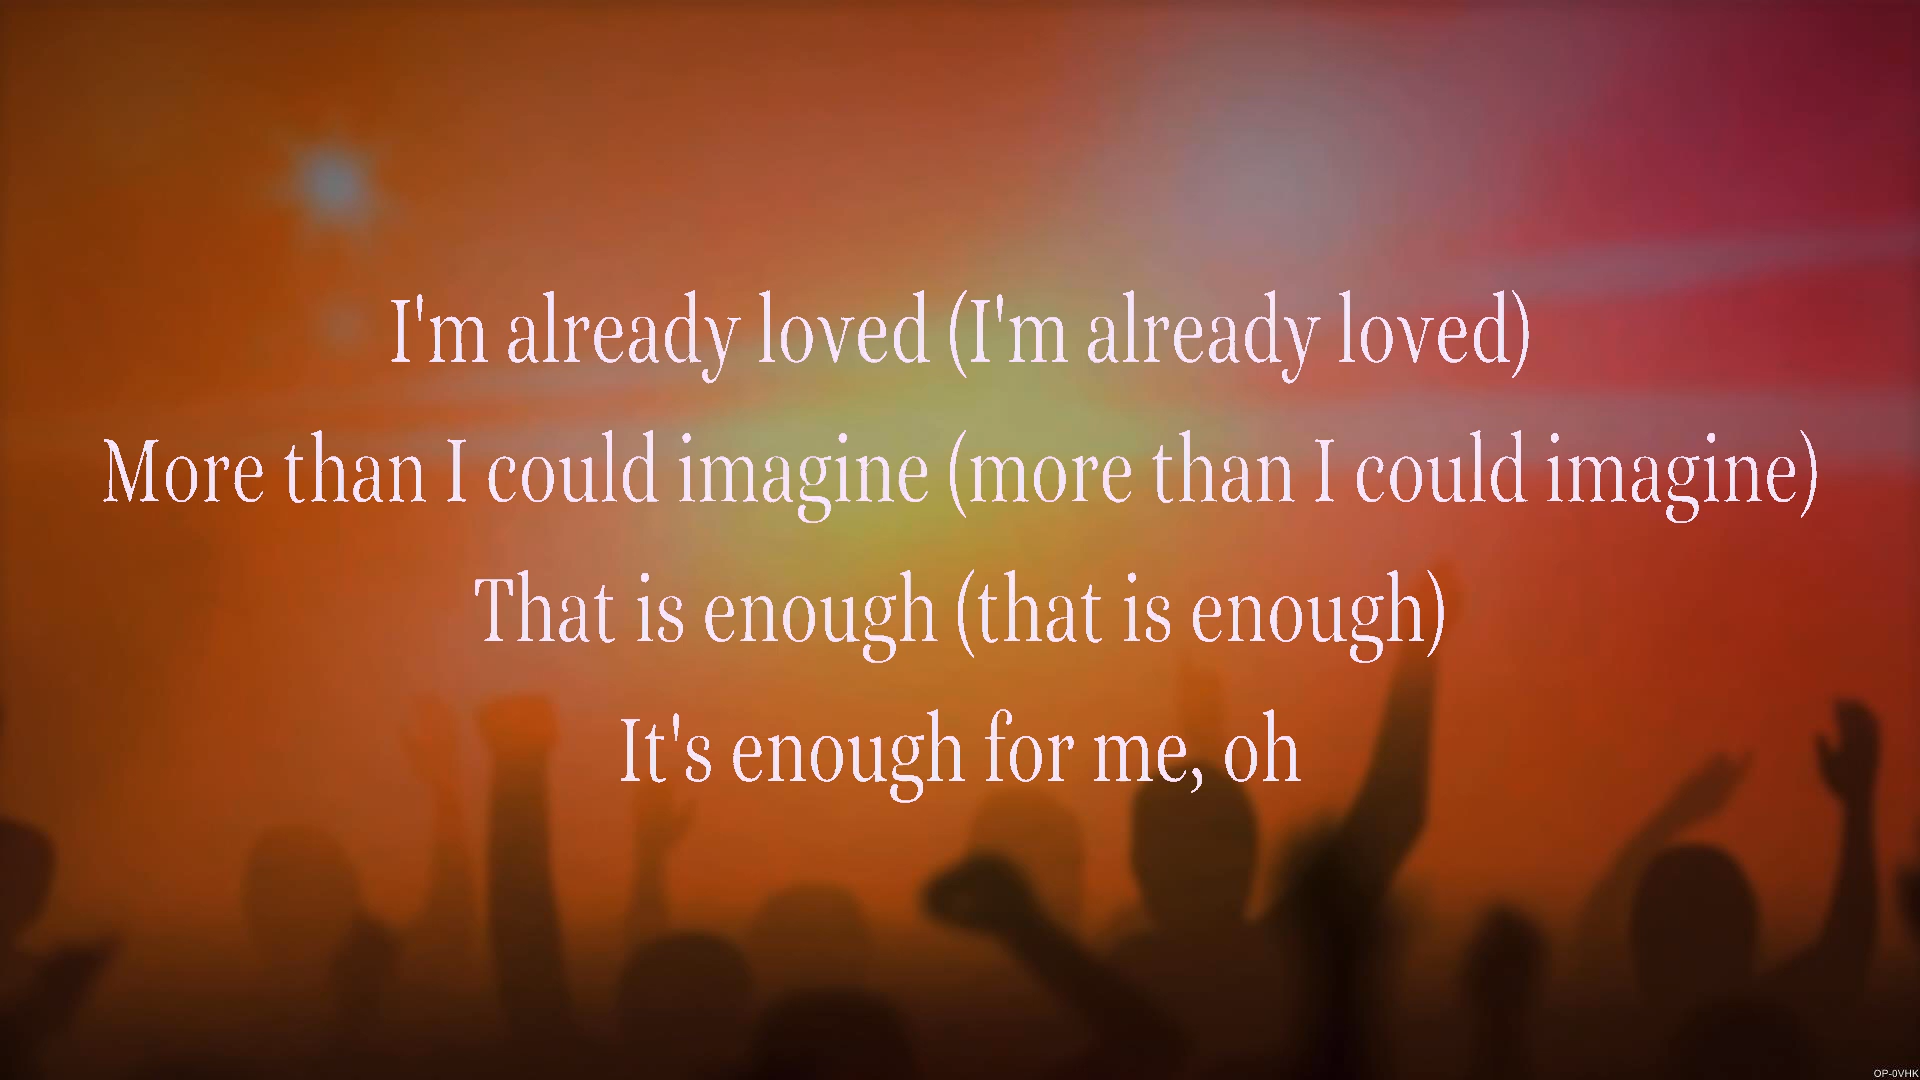 I'm already loved (I'm already loved)
More than I could imagine (more than I could imagine)
That is enough (that is enough)
It's enough for me, oh
OP-0VHK